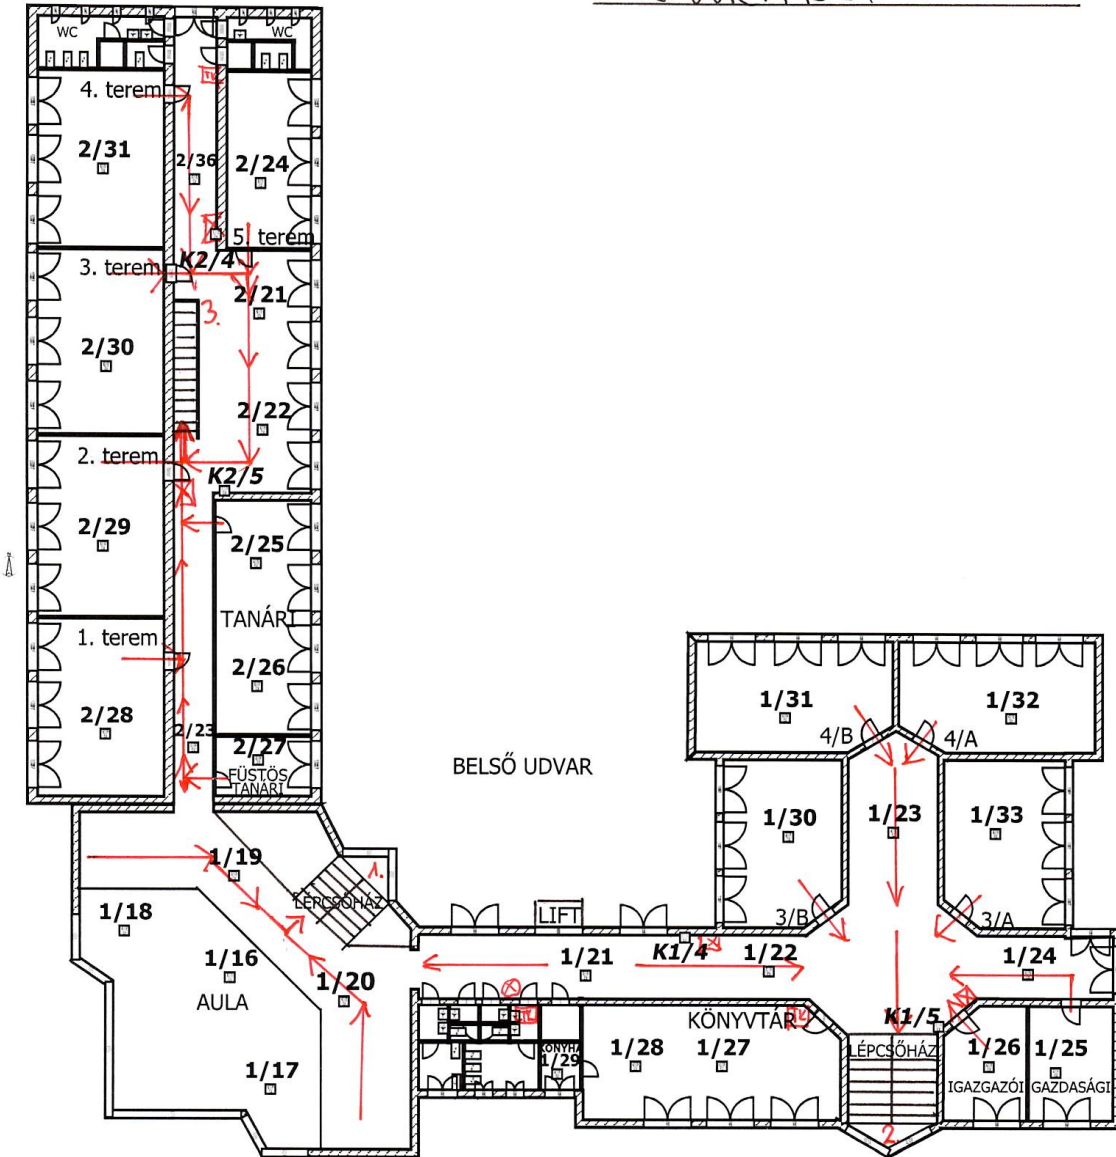 WC
WC
4. terem
2/31
2/36
2/24
5. terem
3. terem
K2/4
2/21
3.
2/30
2/22
2. terem
K2/5
2/29
2/25
TANÁRI
1. terem
2/26
2/28
2/23
2/27
FÜSTÖS
TANÁRI
BELSŐ UDVAR
1/31
1/32
4/B
4/A
1/30
1/23
1/33
1/19
1.
LÉPCSŐHÁZ
1/18
3/B
3/A
LIFT
K1/4
1/16
1/21
1/22
1/24
AULA
1/20
KÖNYVTÁR
K1/5
KONYHA
1/29
1/28
1/27
LÉPCSŐHÁZ
1/26
1/25
1/17
IGAZGAZÓI
GAZDASÁGI
2.